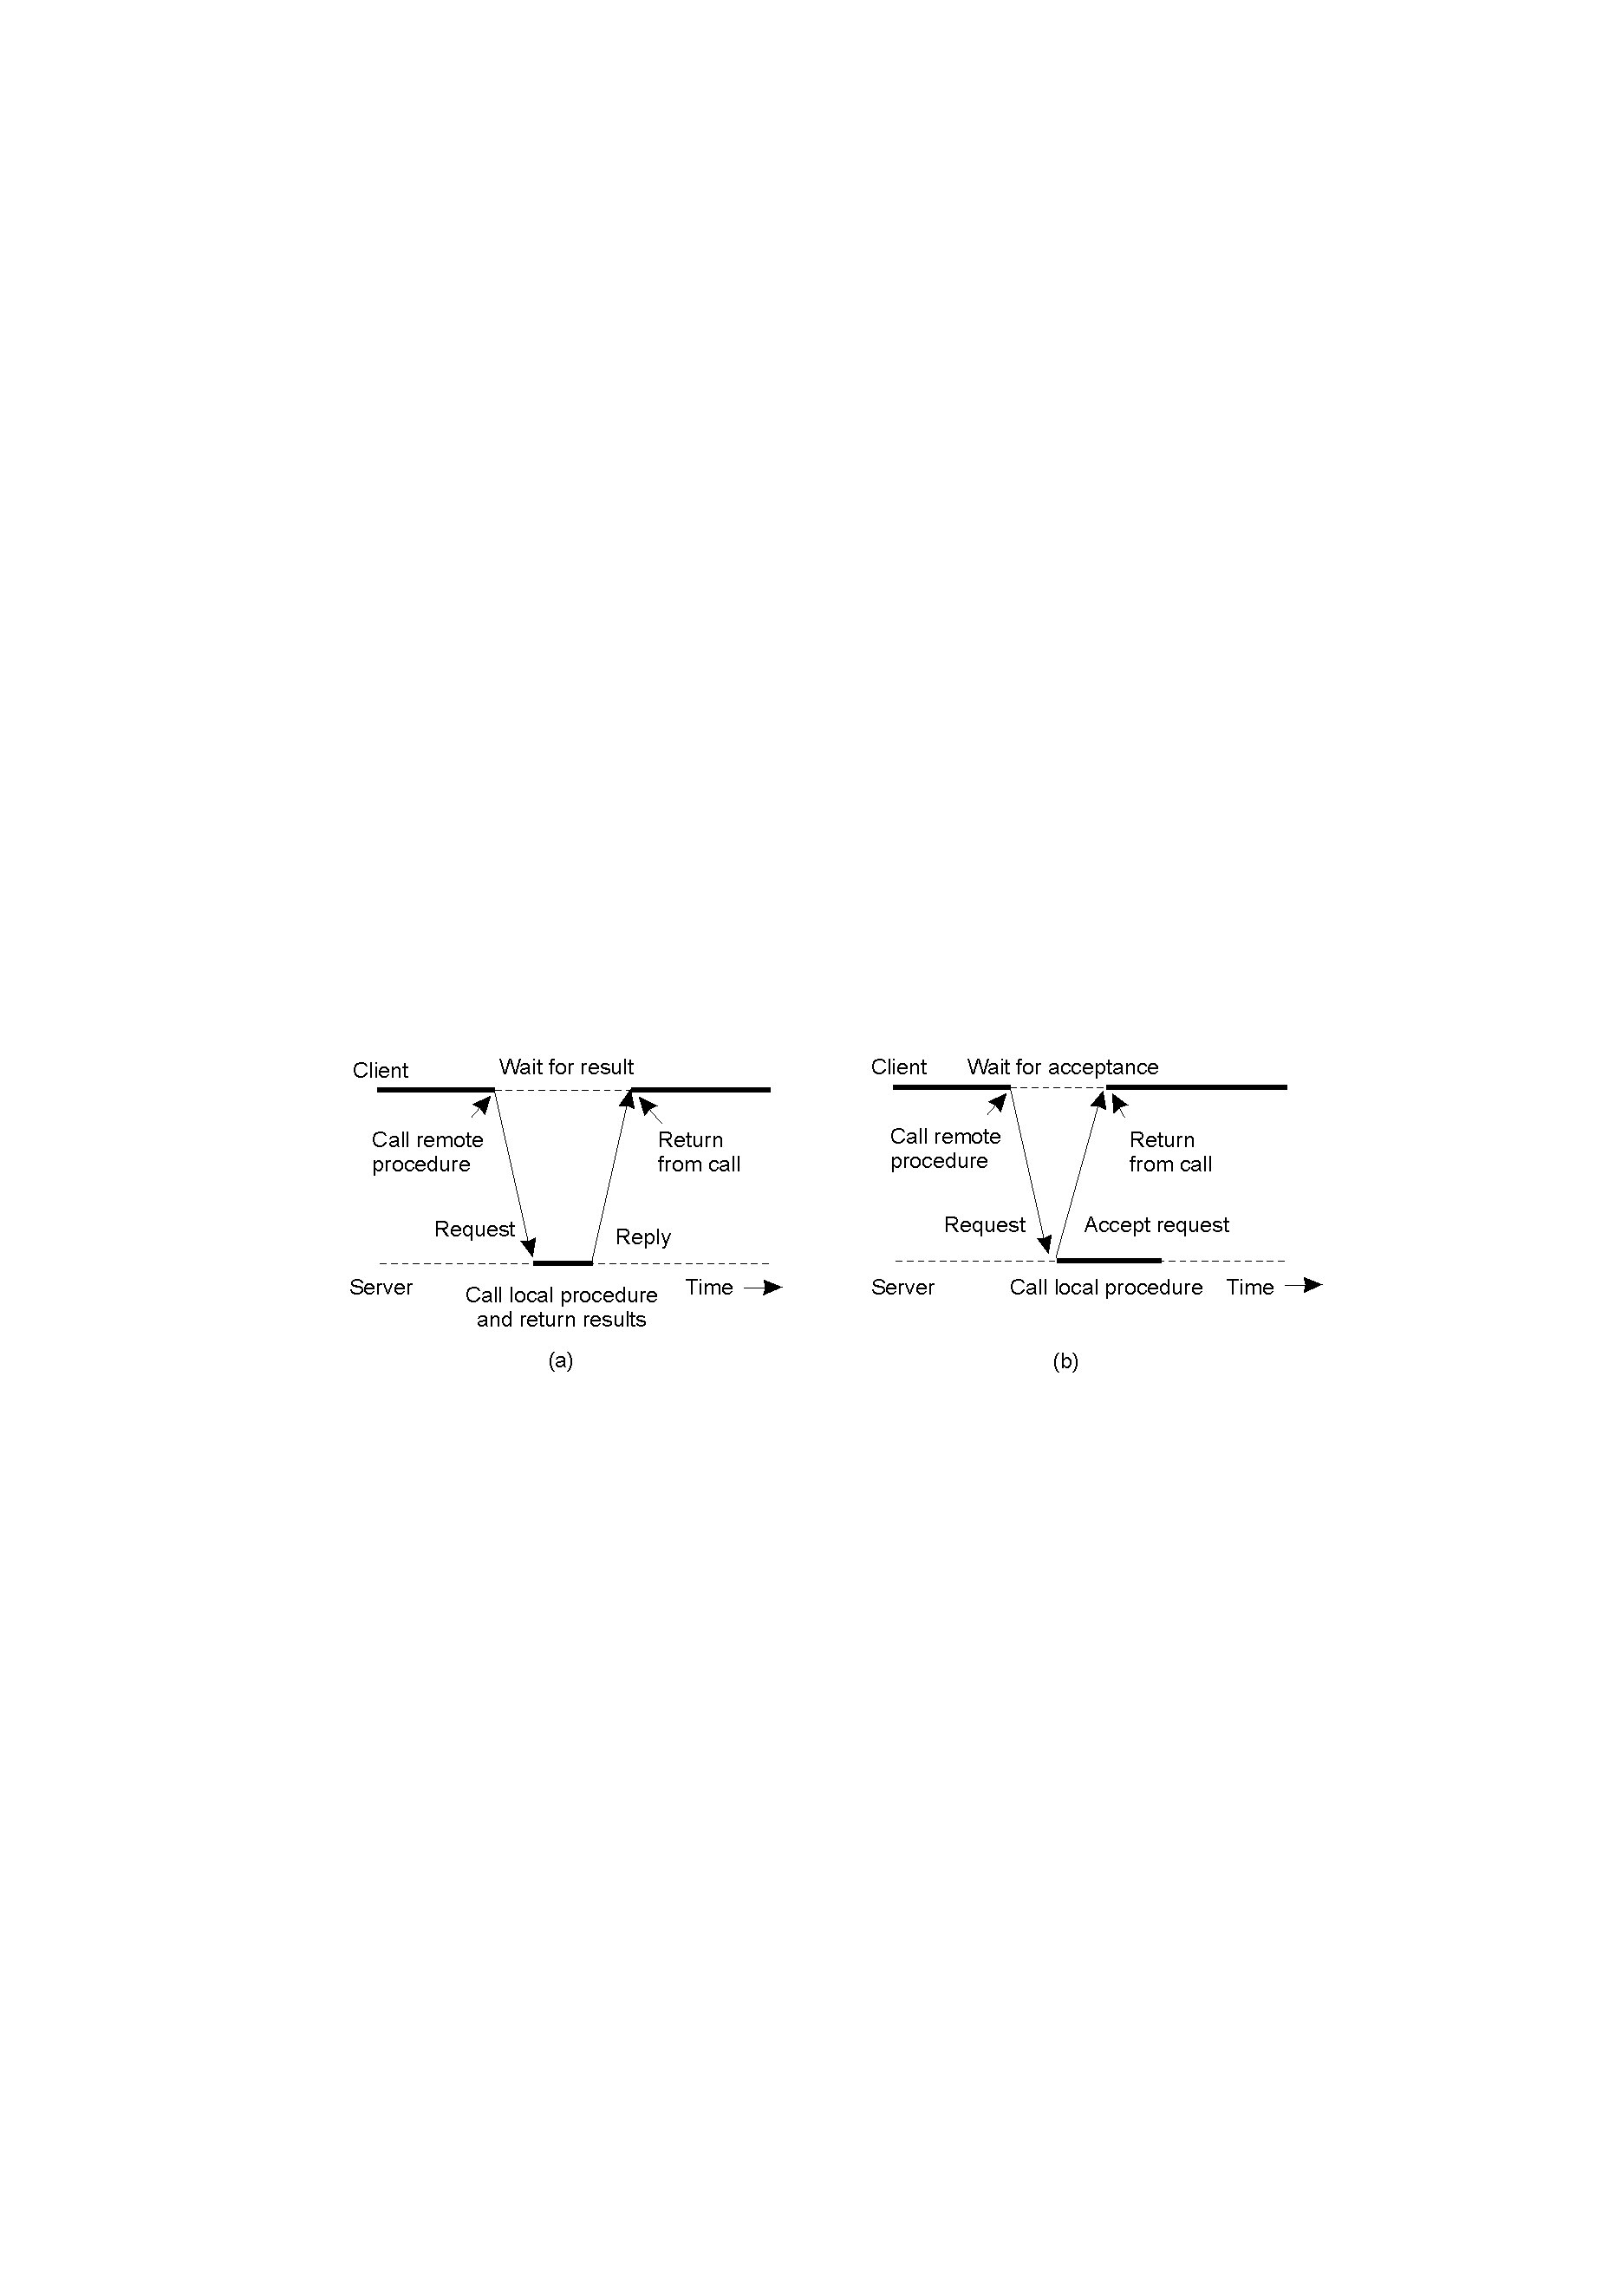 Client
Wait for result
Call remote
procedure
Return
from call
Request
Reply
Server
Call local procedure
and return results
Time
(a)
Client
Wait for acceptance
Call remote
procedure
Return
from call
Request
Accept request
Server
Call local procedure
Time
(b)